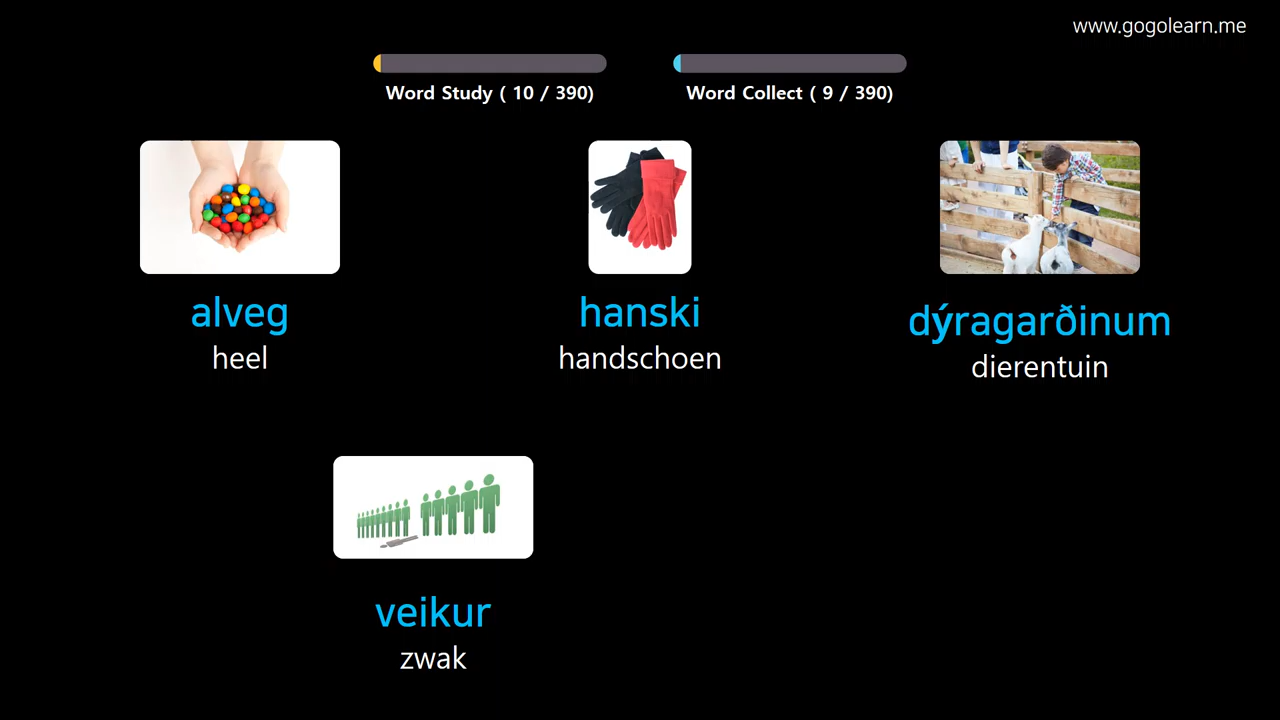 www.gogolearn.me
Word Study ( 10 / 390)
Word Collect ( 9 / 390)
alveg
heel
hanski
handschoen
dýragarðinum
dierentuin
veikur
zwak